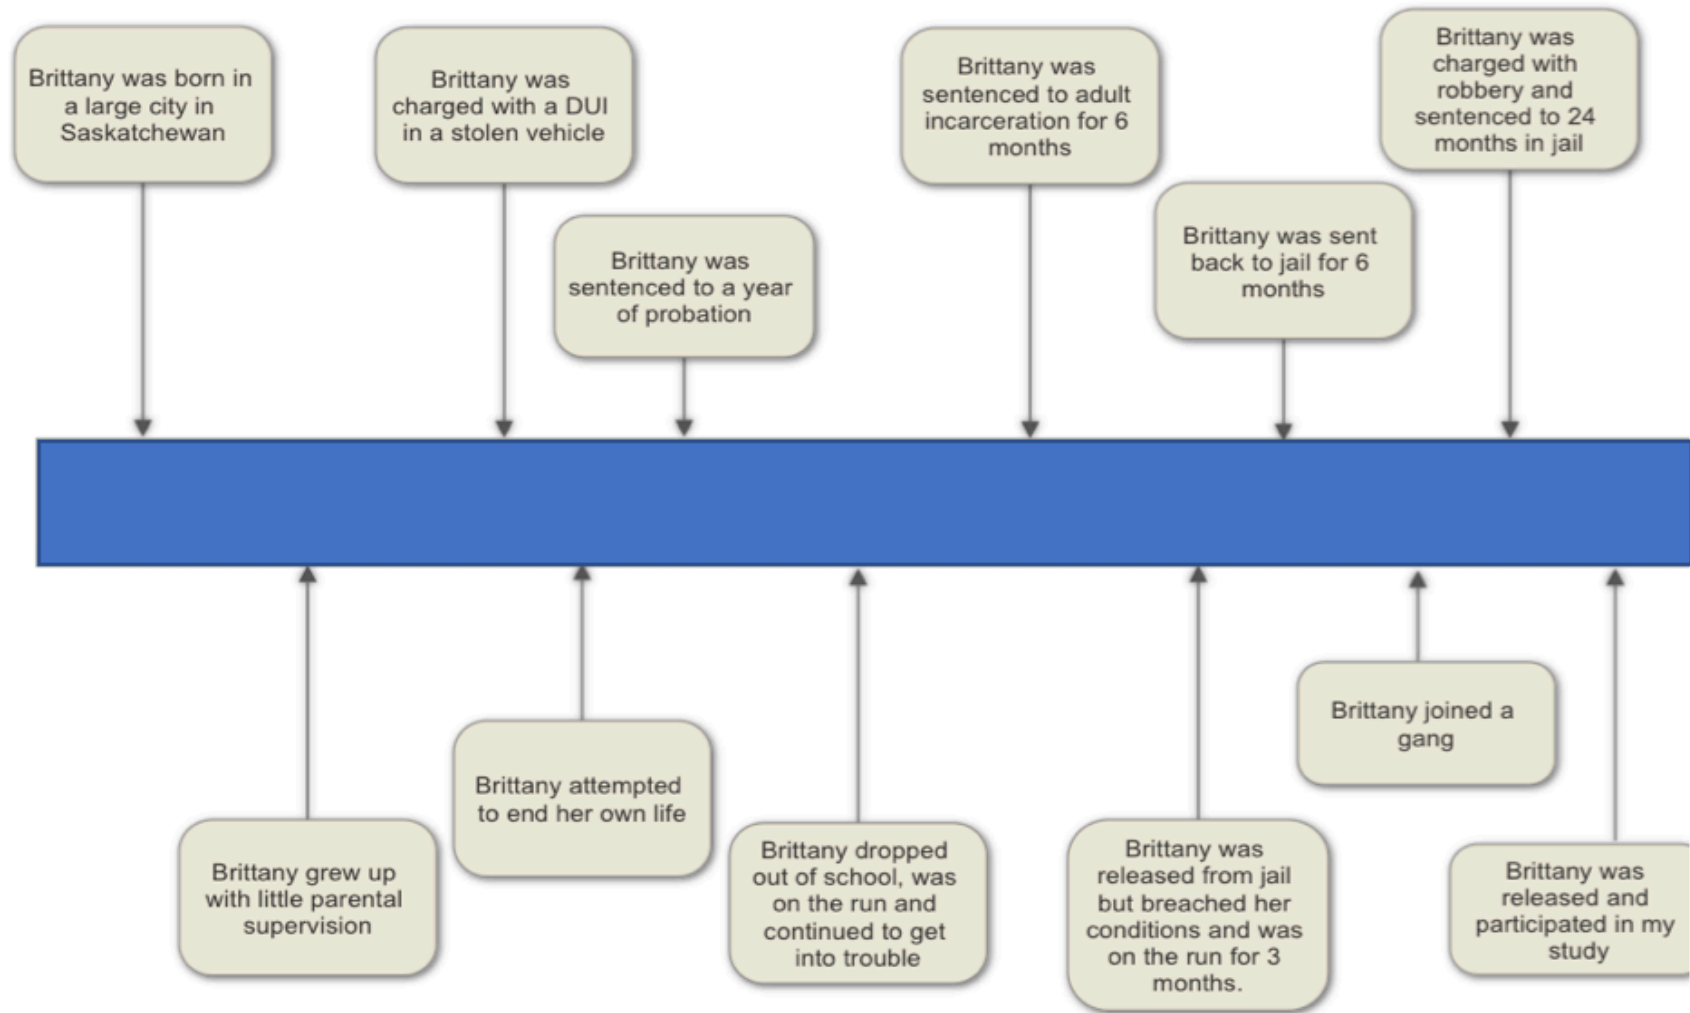 Brittany was born in
a large city in
Saskatchewan
Brittany was
charged with a DUI
in a stolen vehicle
Brittany was
sentenced to a year
of probation
Brittany was
sentenced to adult
incarceration for 6
months
Brittany was sent
back to jail for 6
months
Brittany was
charged with
robbery and
sentenced to 24
months in jail
Brittany grew up
with little parental
supervision
Brittany attempted
to end her own life
Brittany dropped
out of school, was
on the run and
continued to get
into trouble
Brittany was
released from jail
but breached her
conditions and was
on the run for 3
months.
Brittany joined a
gang
Brittany was
released and
participated in my
study